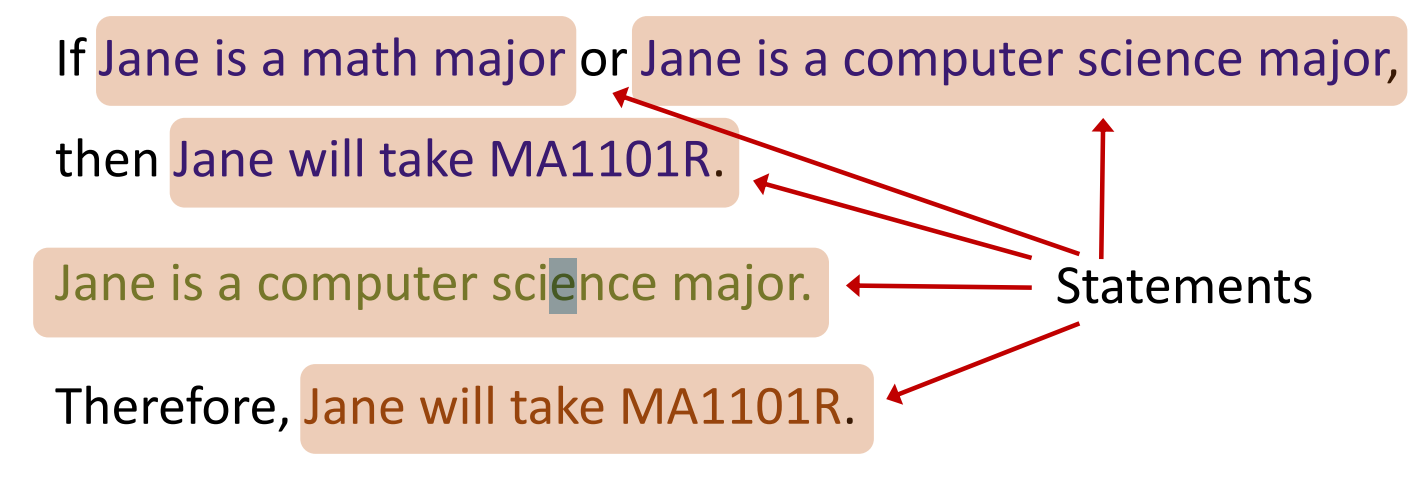 If Jane is a math major or Jane is a computer science major,
then Jane will take MA1101R.
Jane is a computer science major.
Statements
Therefore, Jane will take MA1101R.